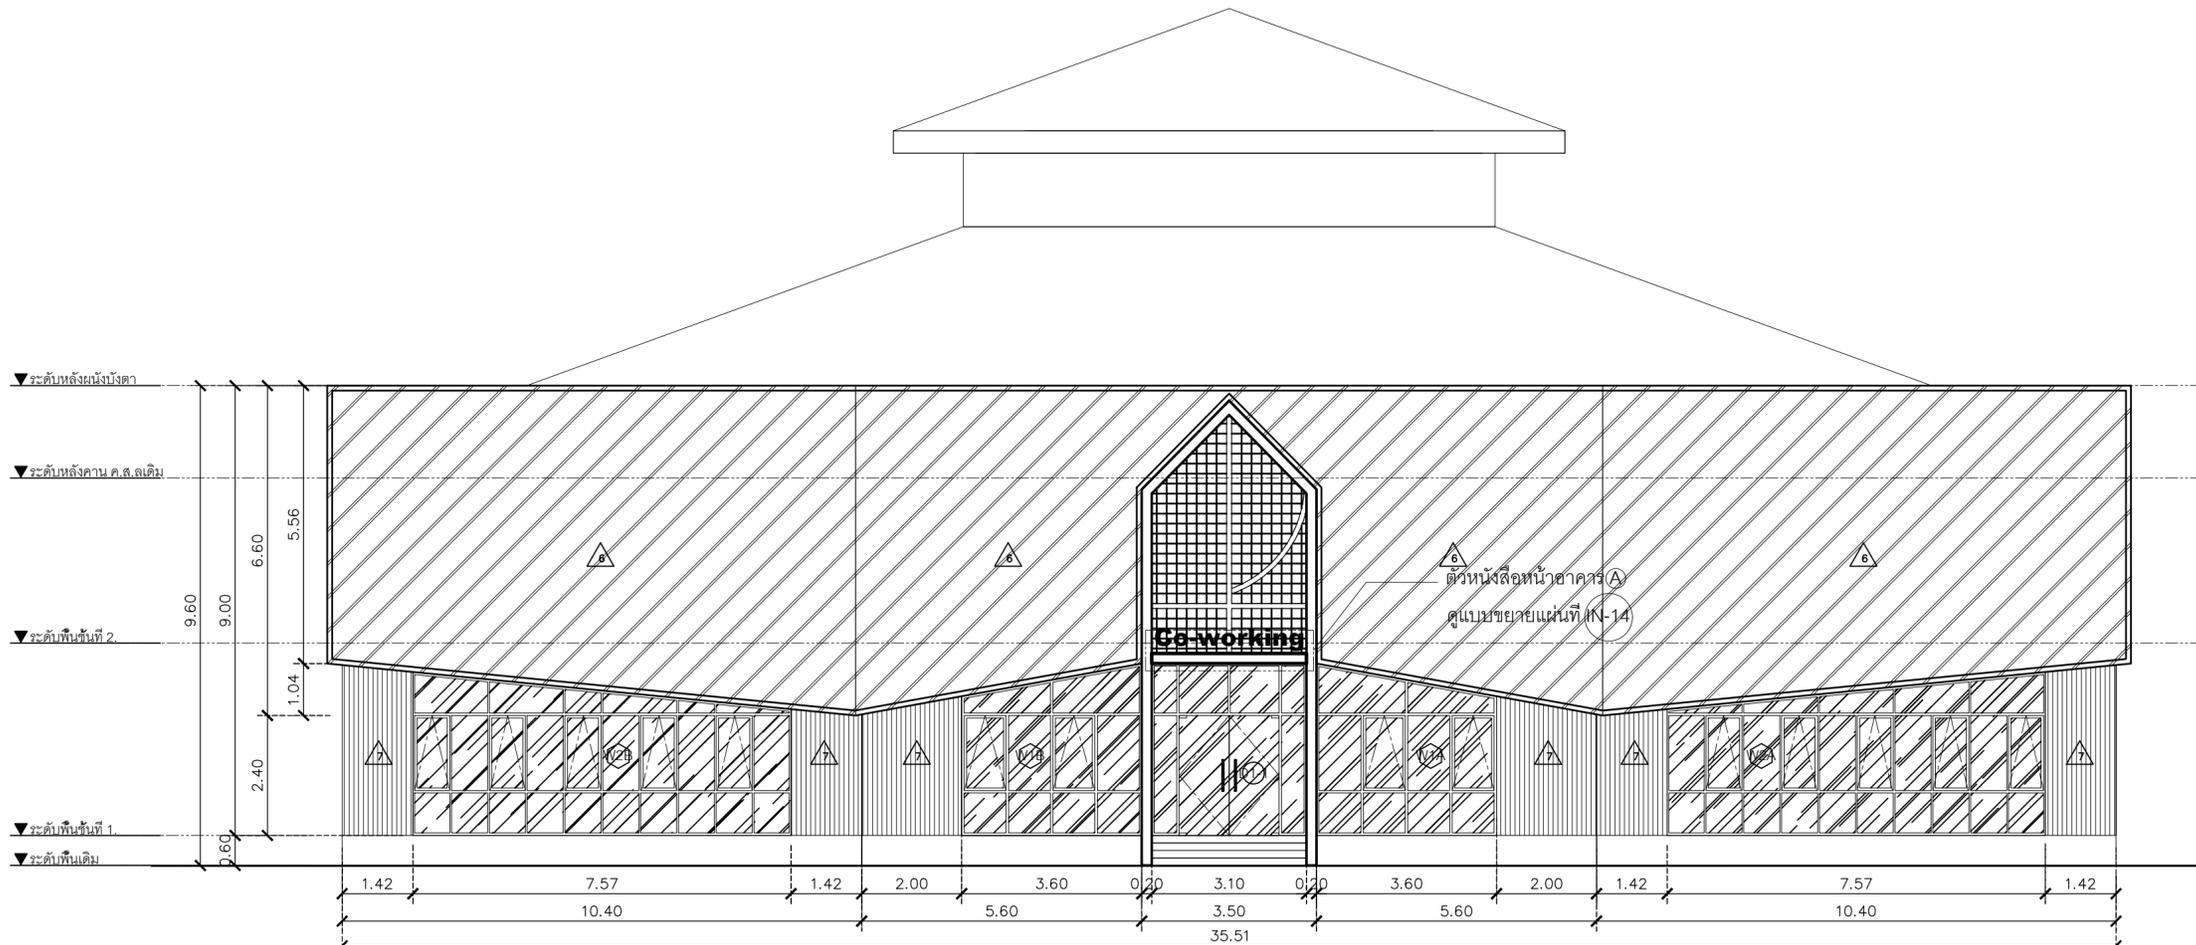 ระดับหลังผนังบังตา
ระดับหลังคาน ค.ส.ลเดิม
5.56
6.60
9.60
9.00
6
6
6
6
ตัวหนังสือหน้าอาคาร A
ดูแบบขยายแผ่นที่ IN-14
ระดับพื้นชั้นที่ 2.
Co-working
1.04
2.40
7
W2B
7
7
W1B
W1A
7
7
W2A
7
ระดับพื้นชั้นที่ 1.
0.60
ระดับพื้นเดิม
1.42 7.57 1.42 2.00 3.60 0.20 3.10 0.20 3.60 2.00 1.42 7.57 1.42
10.40 5.60 3.50 5.60 10.40
35.51